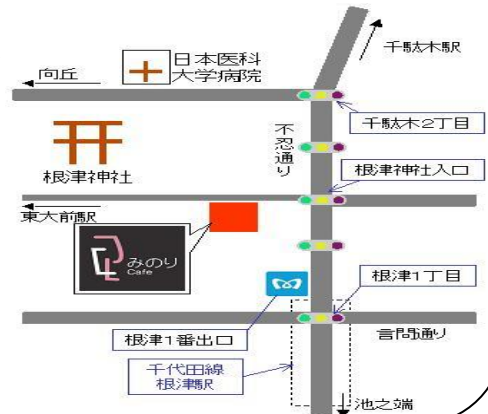 千駄木駅
向丘
日本医科
大学病院
千駄木2丁目
不忍通り
根津神社
根津神社入口
東大前駅
みのり
Cafe
根津1丁目
根津1番出口
言問通り
千代田線
根津駅
池之端